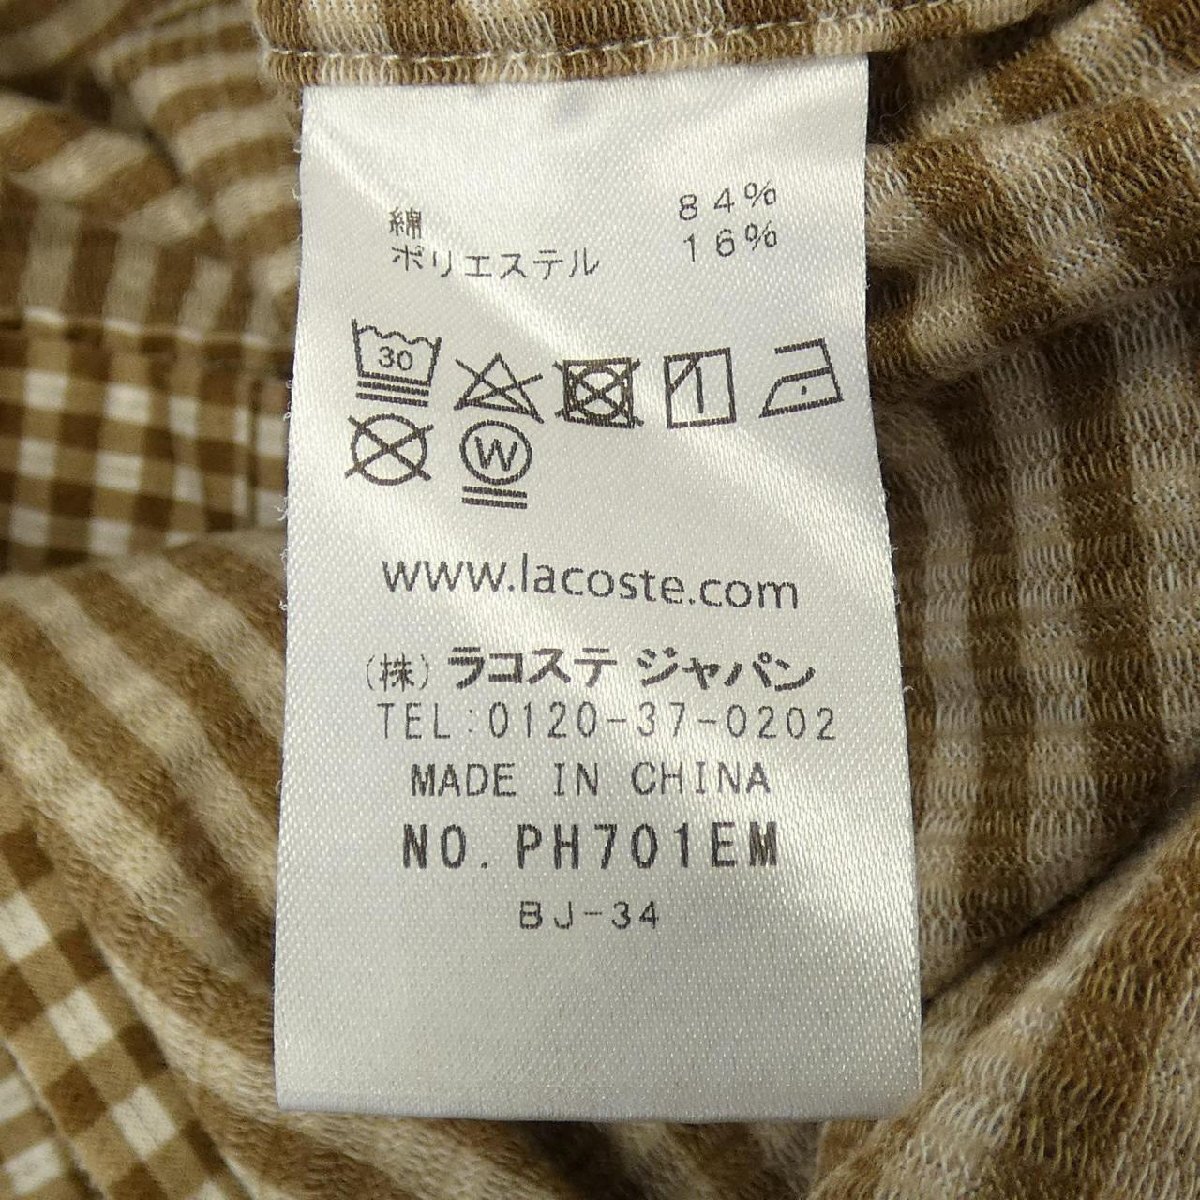 綿 84%
ポリエステル 16%
30
W
www.lacoste.com
(株) ラコステ ジャパン
TEL:0120-37-0202
MADE IN CHINA
NO. PH701EM
BJ-34